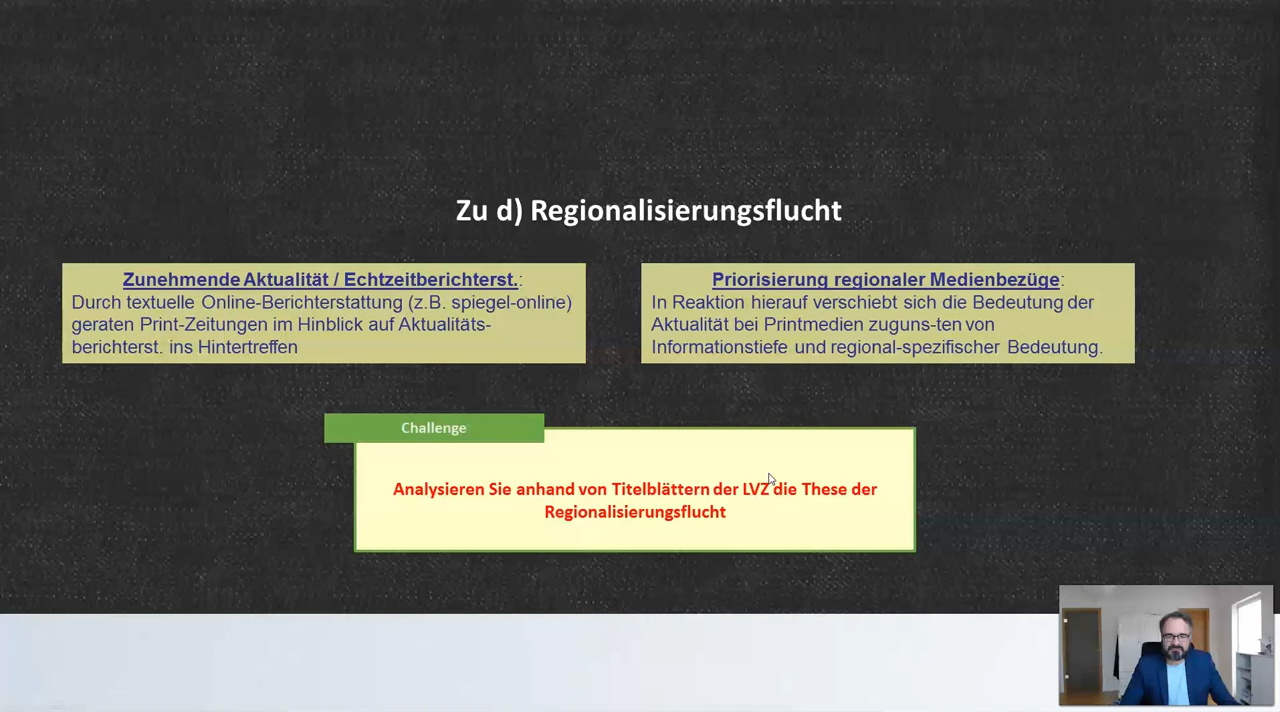 Zu d) Regionalisierungsflucht
Zunehmende Aktualität / Echtzeitberichterst.:
Durch textuelle Online-Berichterstattung (z.B. spiegel-online)
geraten Print-Zeitungen im Hinblick auf Aktualitäts-
berichterst. ins Hintertreffen
Priorisierung regionaler Medienbezüge:
In Reaktion hierauf verschiebt sich die Bedeutung der
Aktualität bei Printmedien zuguns-ten von
Informationstiefe und regional-spezifischer Bedeutung.
Challenge
Analysieren Sie anhand von Titelblättern der LVZ die These der
Regionalisierungsflucht